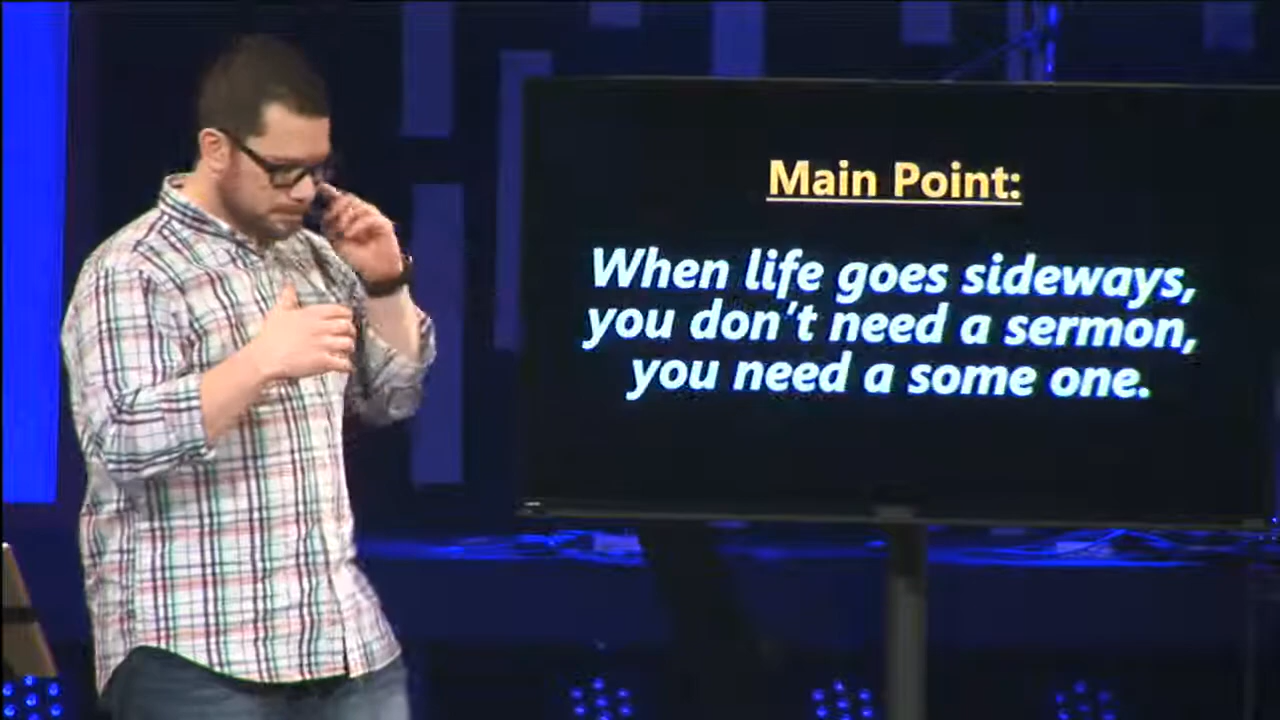 Main Point:
When life goes sideways,
you don't need a sermon,
you need a some one.